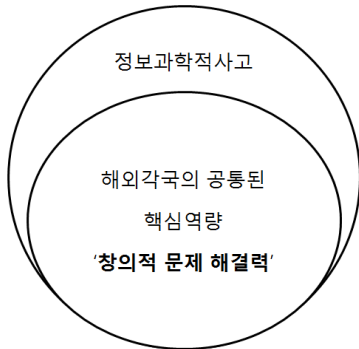 정보과학적사고
해외각국의 공통된
핵심역량
‘창의적 문제 해결력’